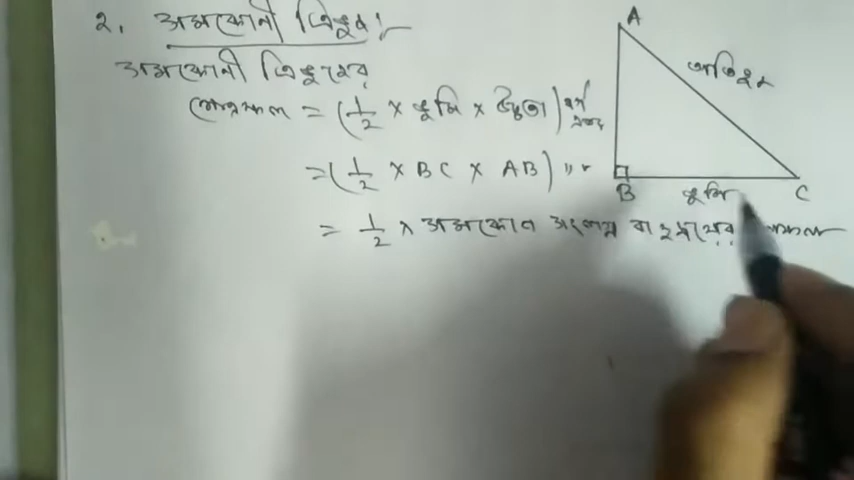 ২. সমকোনী ত্রিভুজ :-
সমকোনী ত্রিভুজের
ক্ষেত্রফল = (1/2 × ভূমি × উচ্চতা) বর্গ একক
= (1/2 × BC × AB) " "
= 1/2 × সমকোন সংলগ্ন বাহুদ্বয়ের
A
অতিভুজ
B
ভূমি
C